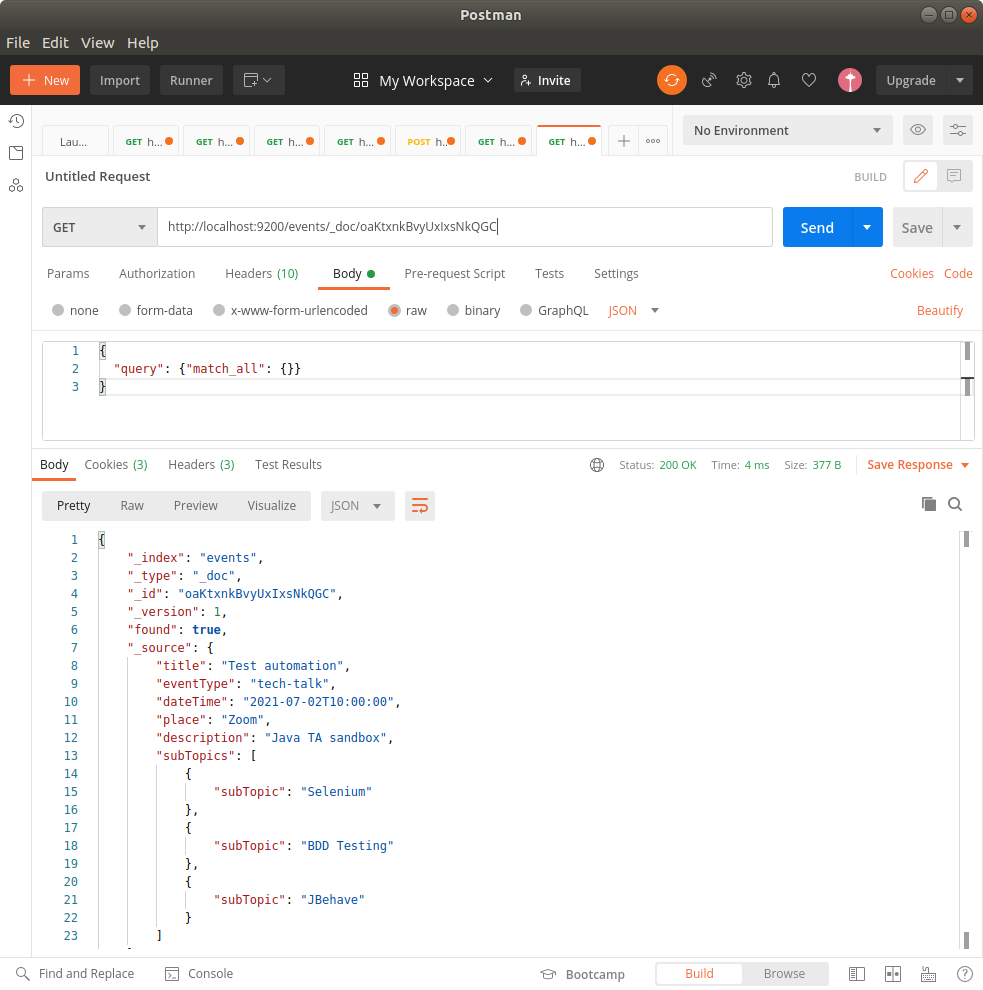 Postman
File Edit View Help
New Import Runner My Workspace Invite Upgrade
Lau... GET h... GET h... GET h... GET h... POST h... GET h... GET h... No Environment
Untitled Request BUILD
GET http://localhost:9200/events/_doc/oaKtxnkBvyUxIxsNkQGC Send Save
Params Authorization Headers (10) Body Pre-request Script Tests Settings Cookies Code
none form-data x-www-form-urlencoded raw binary GraphQL JSON Beautify
1 {
2 "query": {"match_all": {}}
3 }
Body Cookies (3) Headers (3) Test Results Status: 200 OK Time: 4 ms Size: 377 B Save Response
Pretty Raw Preview Visualize JSON
1 {
2 "_index": "events",
3 "_type": "_doc",
4 "_id": "oaKtxnkBvyUxIxsNkQGC",
5 "_version": 1,
6 "found": true,
7 "_source": {
8 "title": "Test automation",
9 "eventType": "tech-talk",
10 "dateTime": "2021-07-02T10:00:00",
11 "place": "Zoom",
12 "description": "Java TA sandbox",
13 "subTopics": [
14 {
15 "subTopic": "Selenium"
16 },
17 {
18 "subTopic": "BDD Testing"
19 },
20 {
21 "subTopic": "JBehave"
22 }
23 ]
Find and Replace Console Bootcamp Build Browse